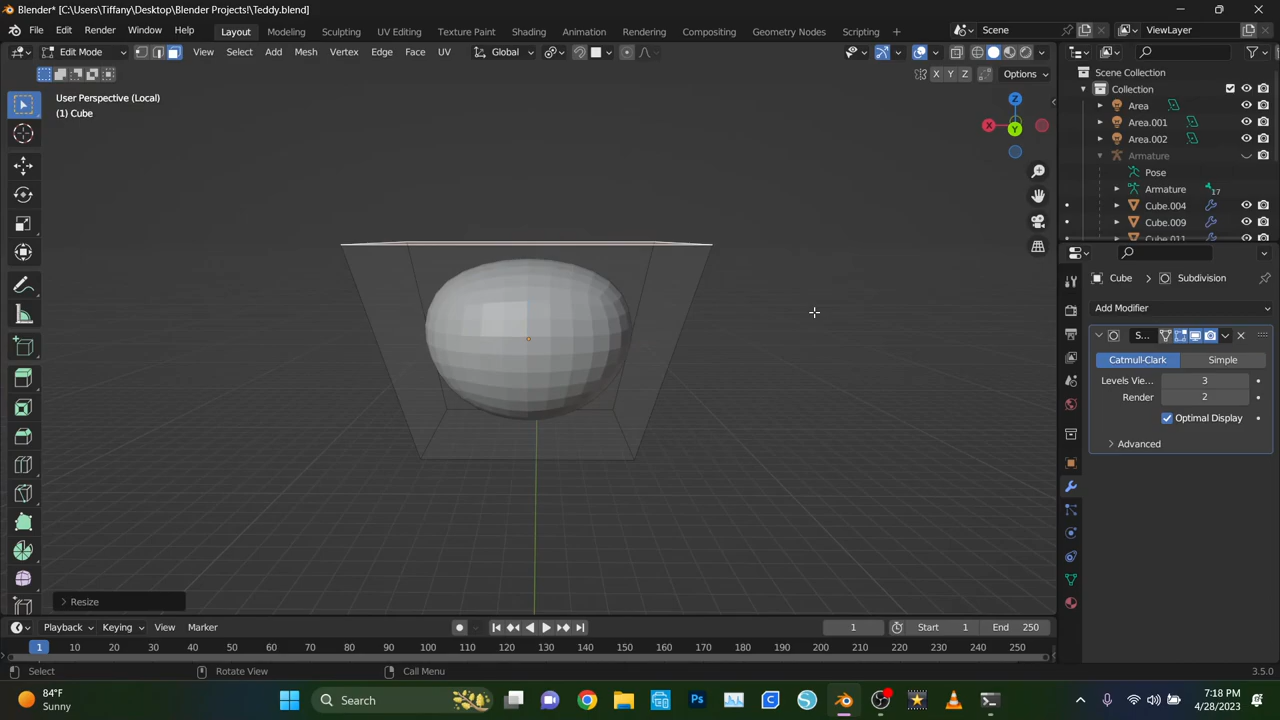 Blender* [C:\Users\Tiffany\Desktop\Blender Projects!\Teddy.blend]
File Edit Render Window Help Layout Modeling Sculpting UV Editing Texture Paint Shading Animation Rendering Compositing Geometry Nodes Scripting + Scene ViewLayer
Edit Mode View Select Add Mesh Vertex Edge Face UV Global
X Y Z Options
User Perspective (Local)
(1) Cube
Z
X
Y
Scene Collection
Collection
Area
Area.001
Area.002
Armature
Pose
Armature 17
Cube.004
Cube.009
Cube.011
Cube > Subdivision
Add Modifier
S...
Catmull-Clark Simple
Levels Vie... 3
Render 2
Optimal Display
> Advanced
> Resize
Playback Keying View Marker 1 Start 1 End 250
1 10 20 30 40 50 60 70 80 90 100 110 120 130 140 150 160 170 180 190 200 210 220 230 240 250
Select Rotate View Call Menu 3.5.0
84°F
Sunny
Search
Ps
7:18 PM
4/28/2023